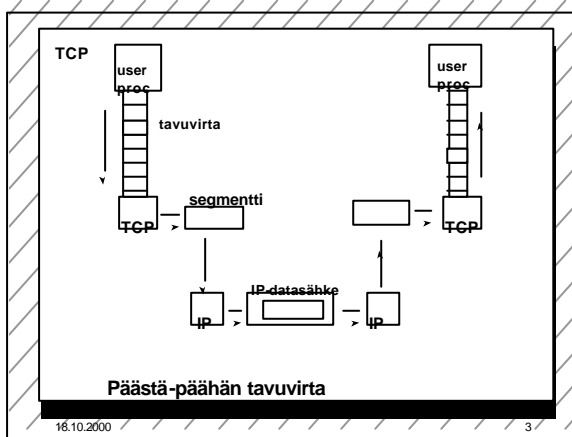 TCP
user
proc
user
proc
tavuvirta
segmentti
TCP
TCP
IP-datasähke
IP
IP
Päästä-päähän tavuvirta
18.10.2000
3